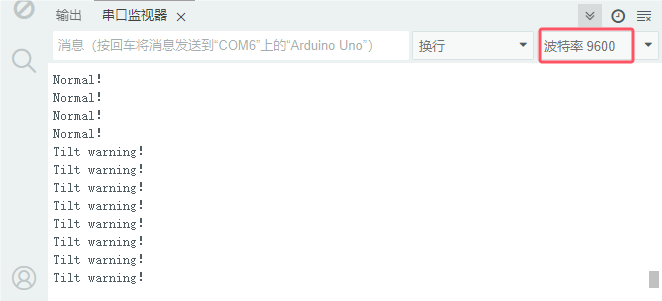 输出 串口监视器
消息（按回车将消息发送到“COM6”上的“Arduino Uno”） 换行 波特率 9600
Normal!
Normal!
Normal!
Normal!
Tilt warning!
Tilt warning!
Tilt warning!
Tilt warning!
Tilt warning!
Tilt warning!
Tilt warning!
Tilt warning!